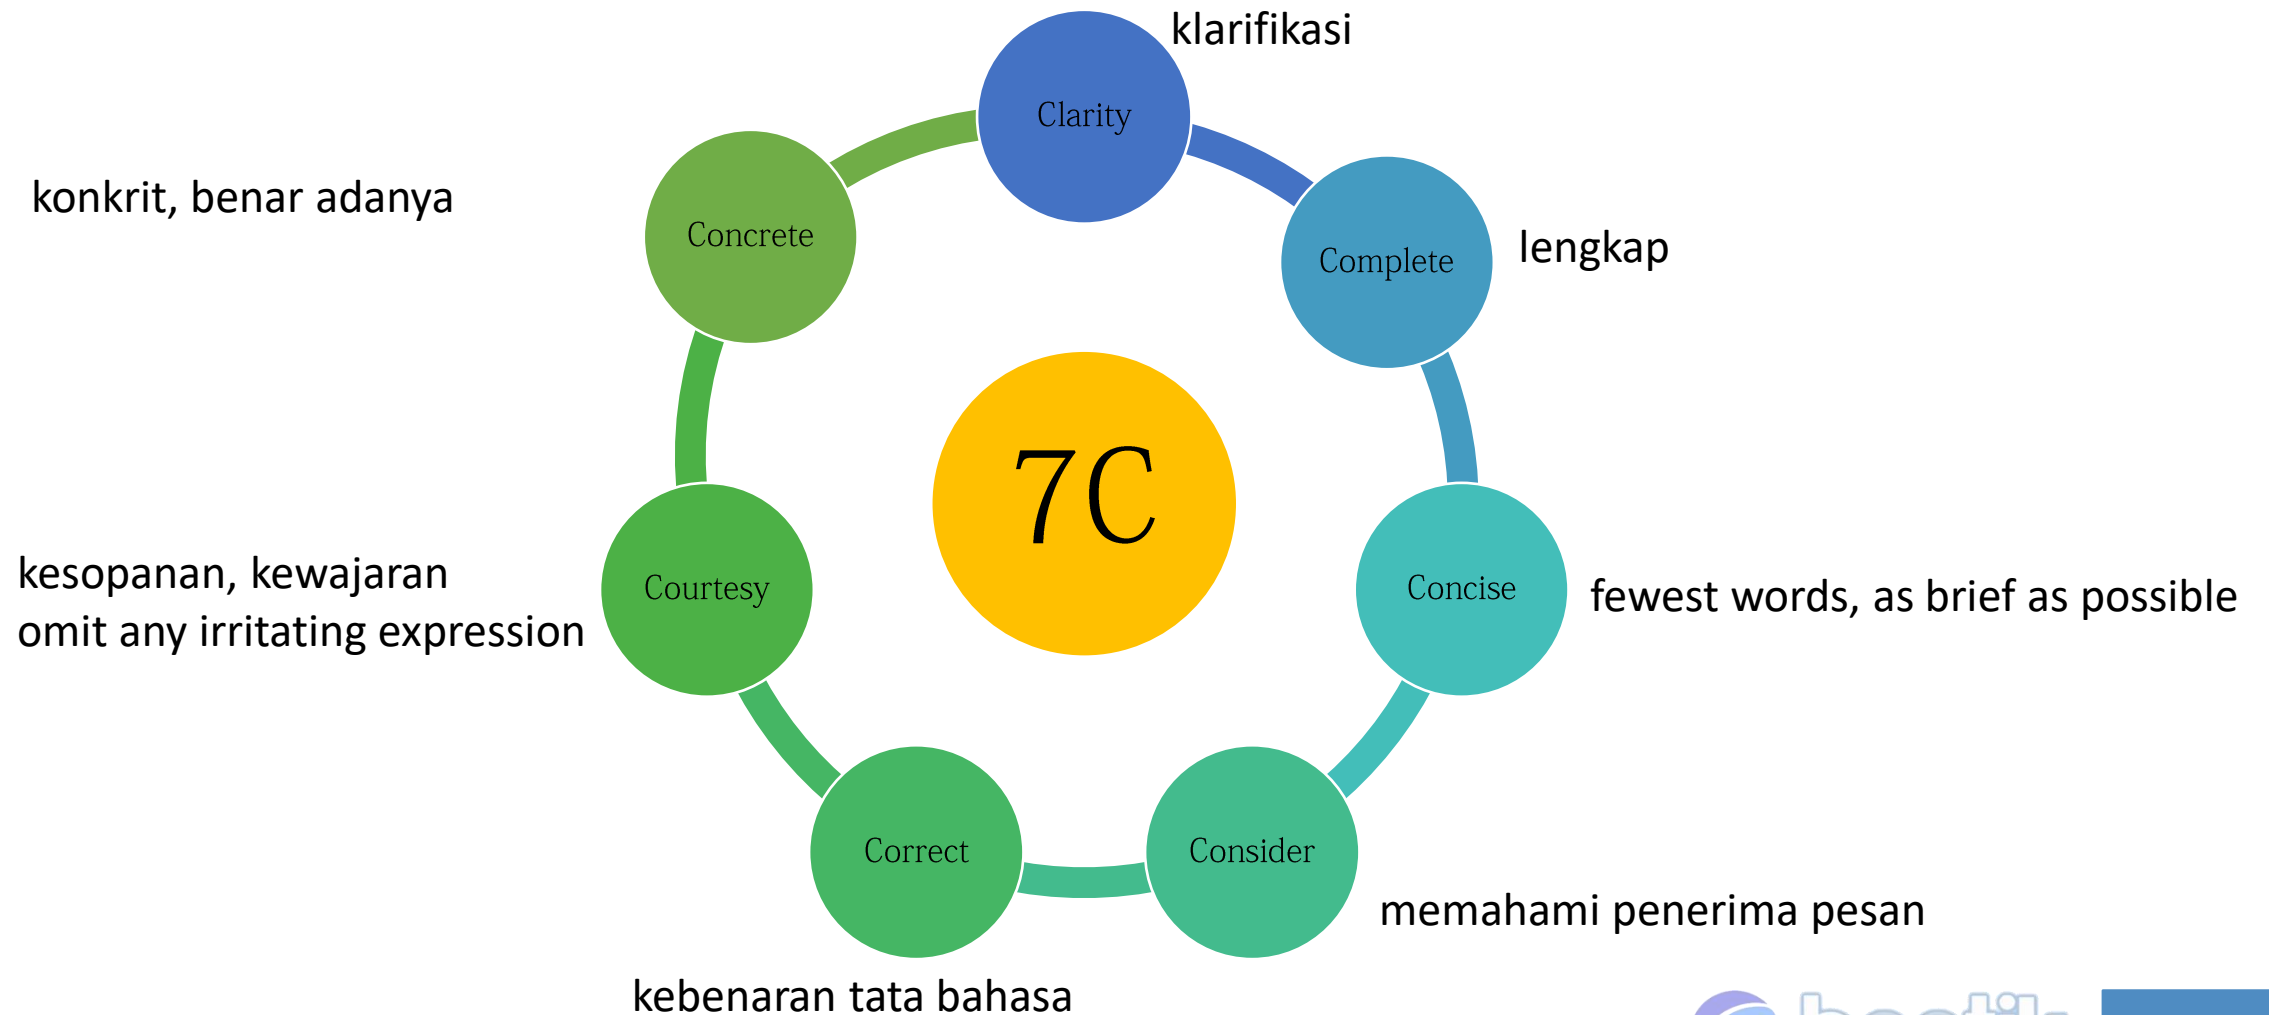 klarifikasi
Clarity
konkrit, benar adanya
Concrete
Complete
lengkap
7C
kesopanan, kewajaran
omit any irritating expression
Courtesy
Concise
fewest words, as brief as possible
Correct
Consider
memahami penerima pesan
kebenaran tata bahasa